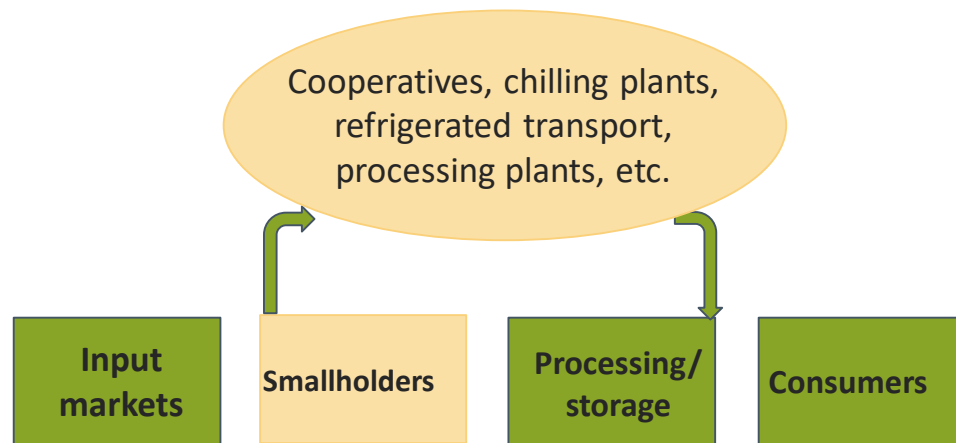 Cooperatives, chilling plants,
refrigerated transport,
processing plants, etc.
Input
markets
Smallholders
Processing/
storage
Consumers